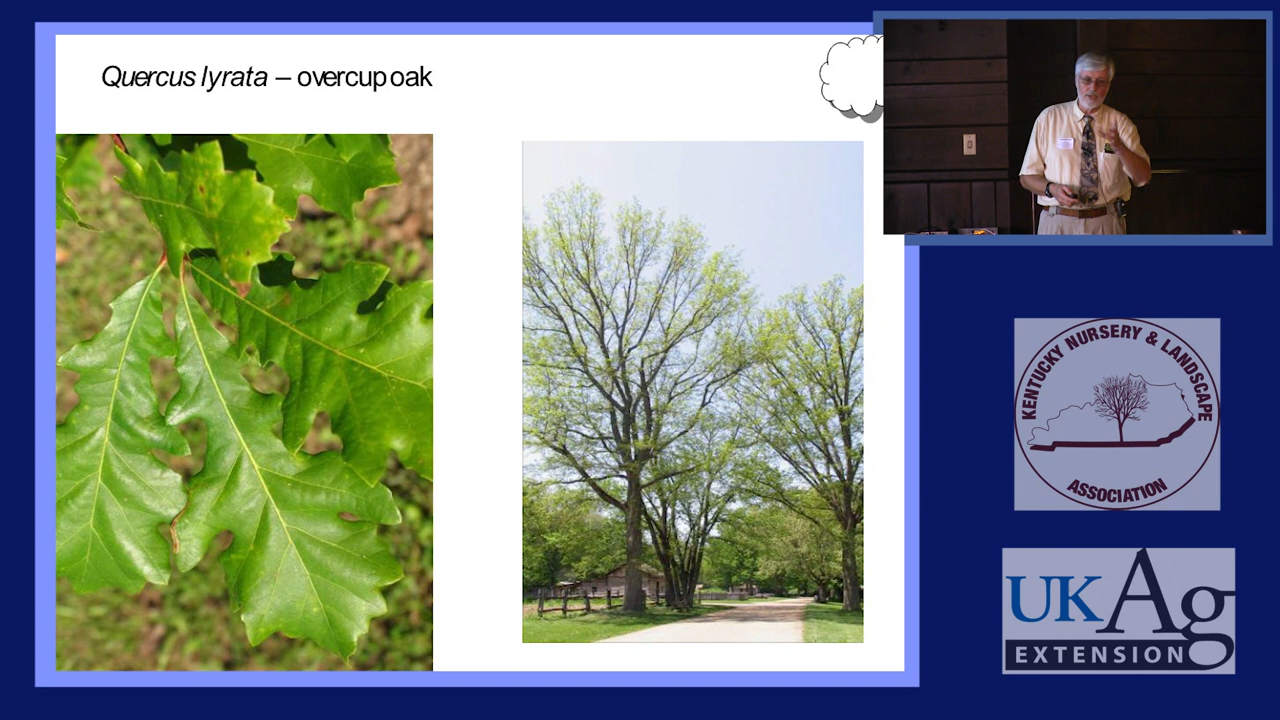 Quercus lyrata – overcup oak
KENTUCKY NURSERY & LANDSCAPE
ASSOCIATION
UKAg
EXTENSION